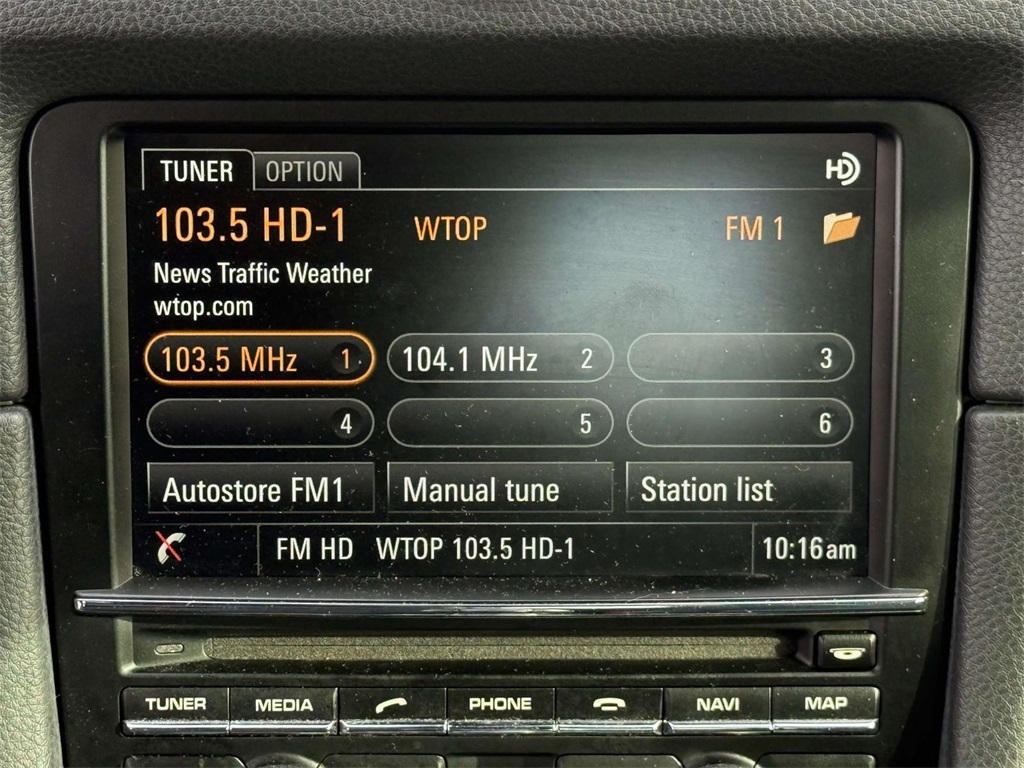 TUNER OPTION HD
103.5 HD-1 WTOP FM 1
News Traffic Weather
wtop.com
103.5 MHz 1 104.1 MHz 2 3
4 5 6
Autostore FM1 Manual tune Station list
FM HD WTOP 103.5 HD-1 10:16am
TUNER MEDIA PHONE NAVI MAP